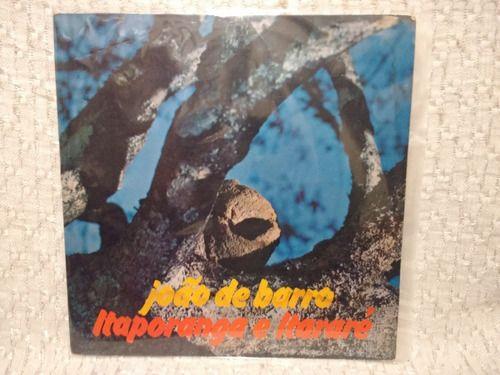 joão de barro
Itaporanga e Itararé